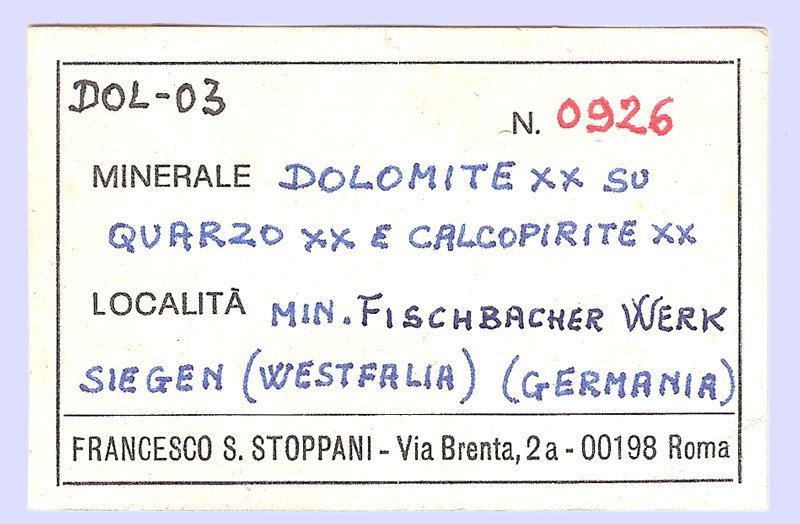 DOL-03
N. 0926
MINERALE DOLOMITE XX SU
QUARZO XX E CALCOPIRITE XX
LOCALITÀ MIN. FISCHBACHER WERK
SIEGEN (WESTFALIA) (GERMANIA)
FRANCESCO S. STOPPANI - Via Brenta, 2a - 00198 Roma